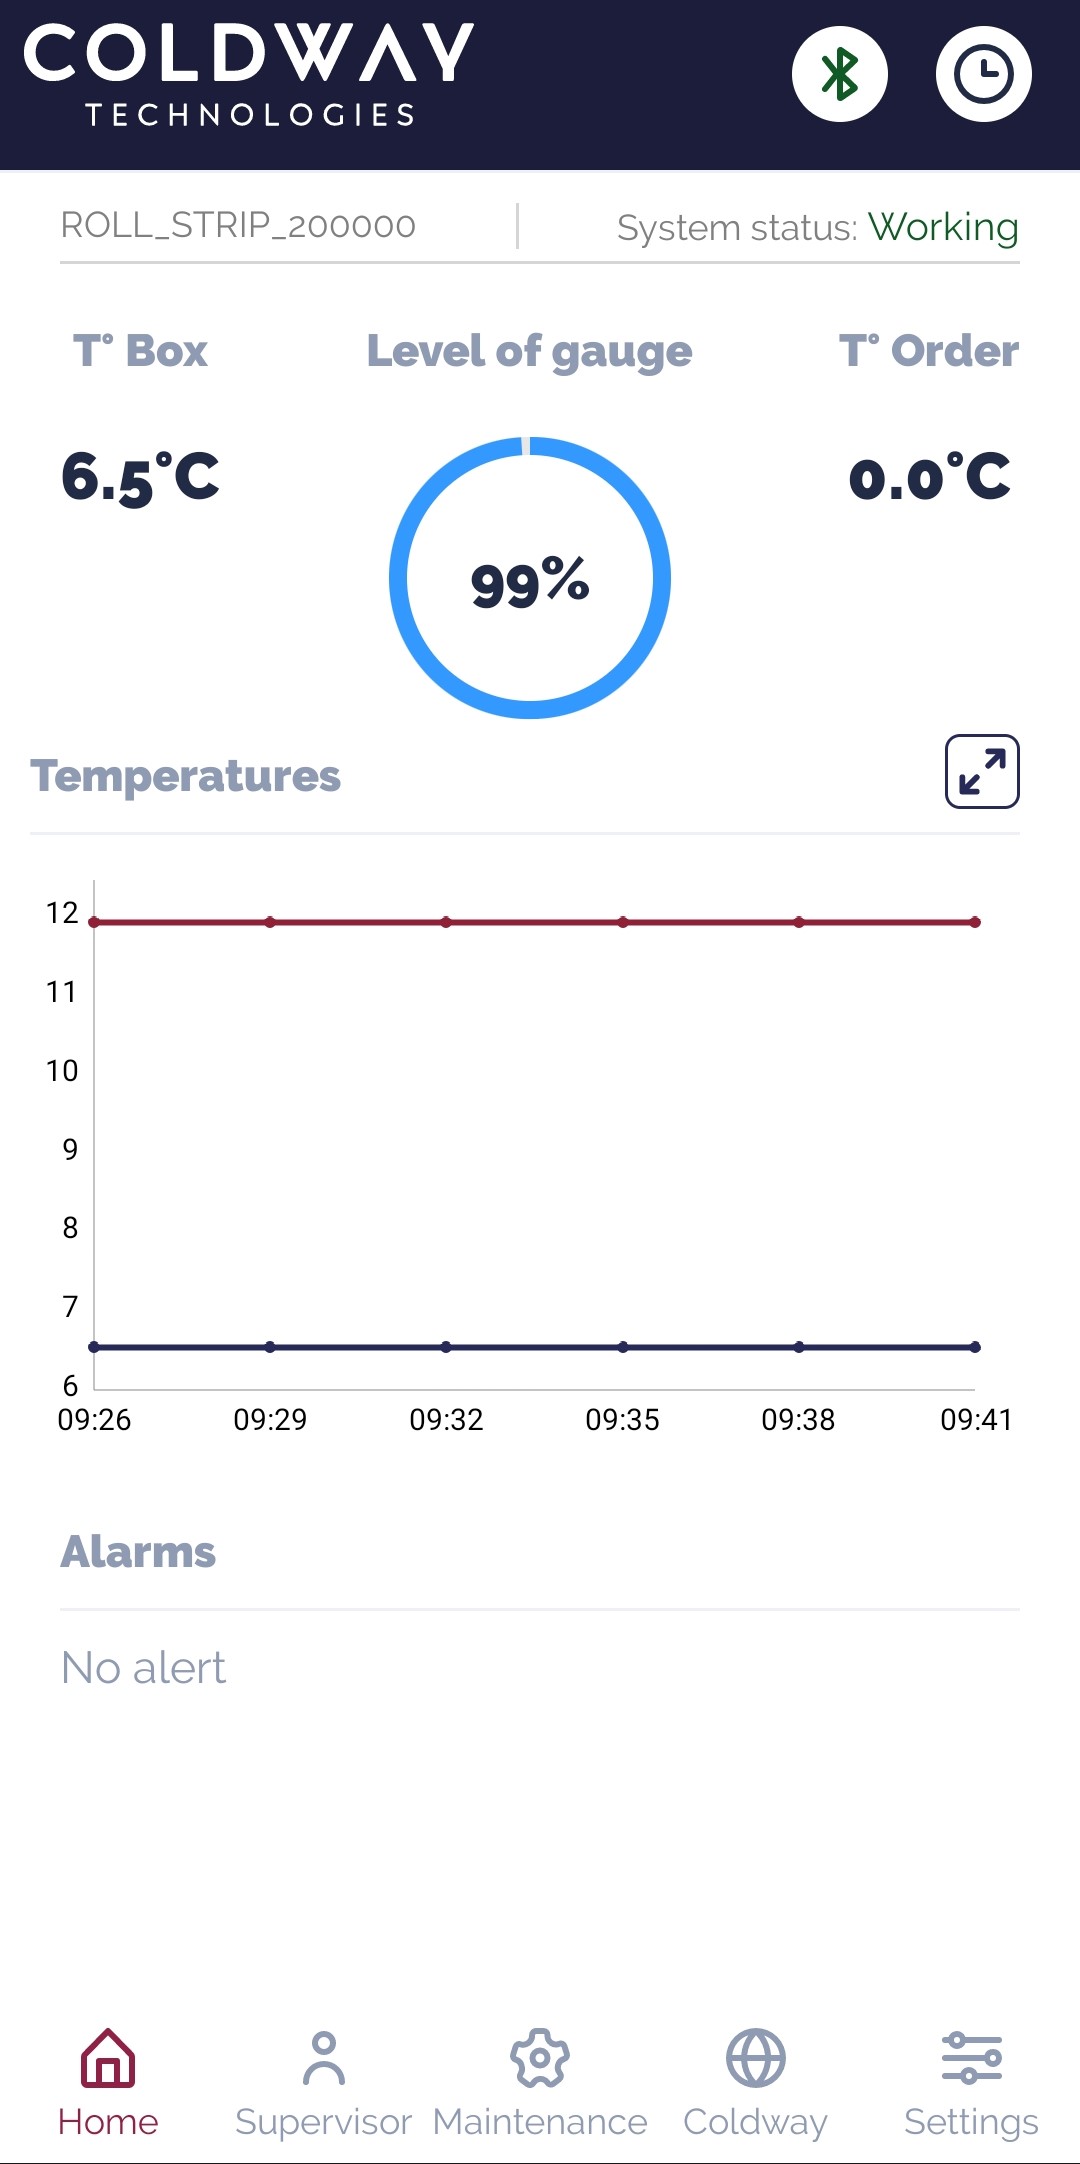 COLDWAY
TECHNOLOGIES
ROLL_STRIP_200000
System status: Working
T° Box
Level of gauge
T° Order
6.5°C
99%
0.0°C
Temperatures
12
11
10
9
8
7
6
09:26 09:29 09:32 09:35 09:38 09:41
Alarms
No alert
Home Supervisor Maintenance Coldway Settings